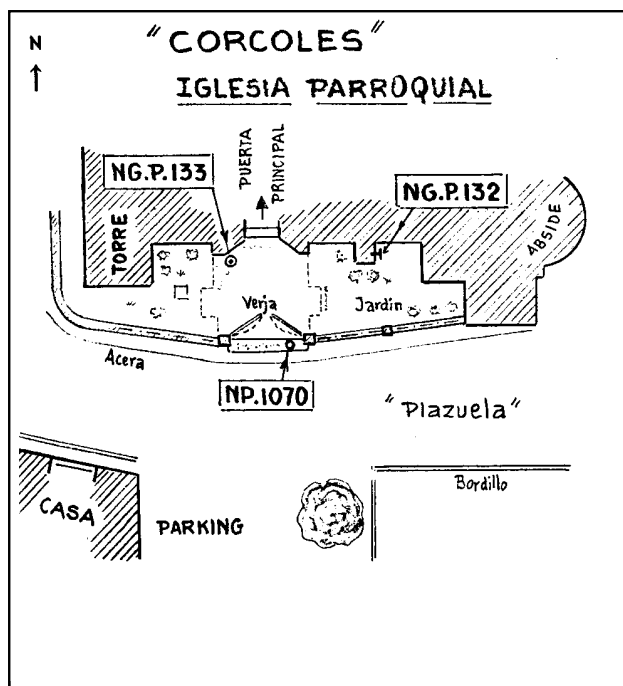 N
"CORCOLES"
IGLESIA PARROQUIAL
PUERTA
PRINCIPAL
NG.P.133
NG.P.132
TORRE
ABSIDE
Verja
Jardin
Acera
NP.1070
"Plazuela"
Bordillo
CASA
PARKING